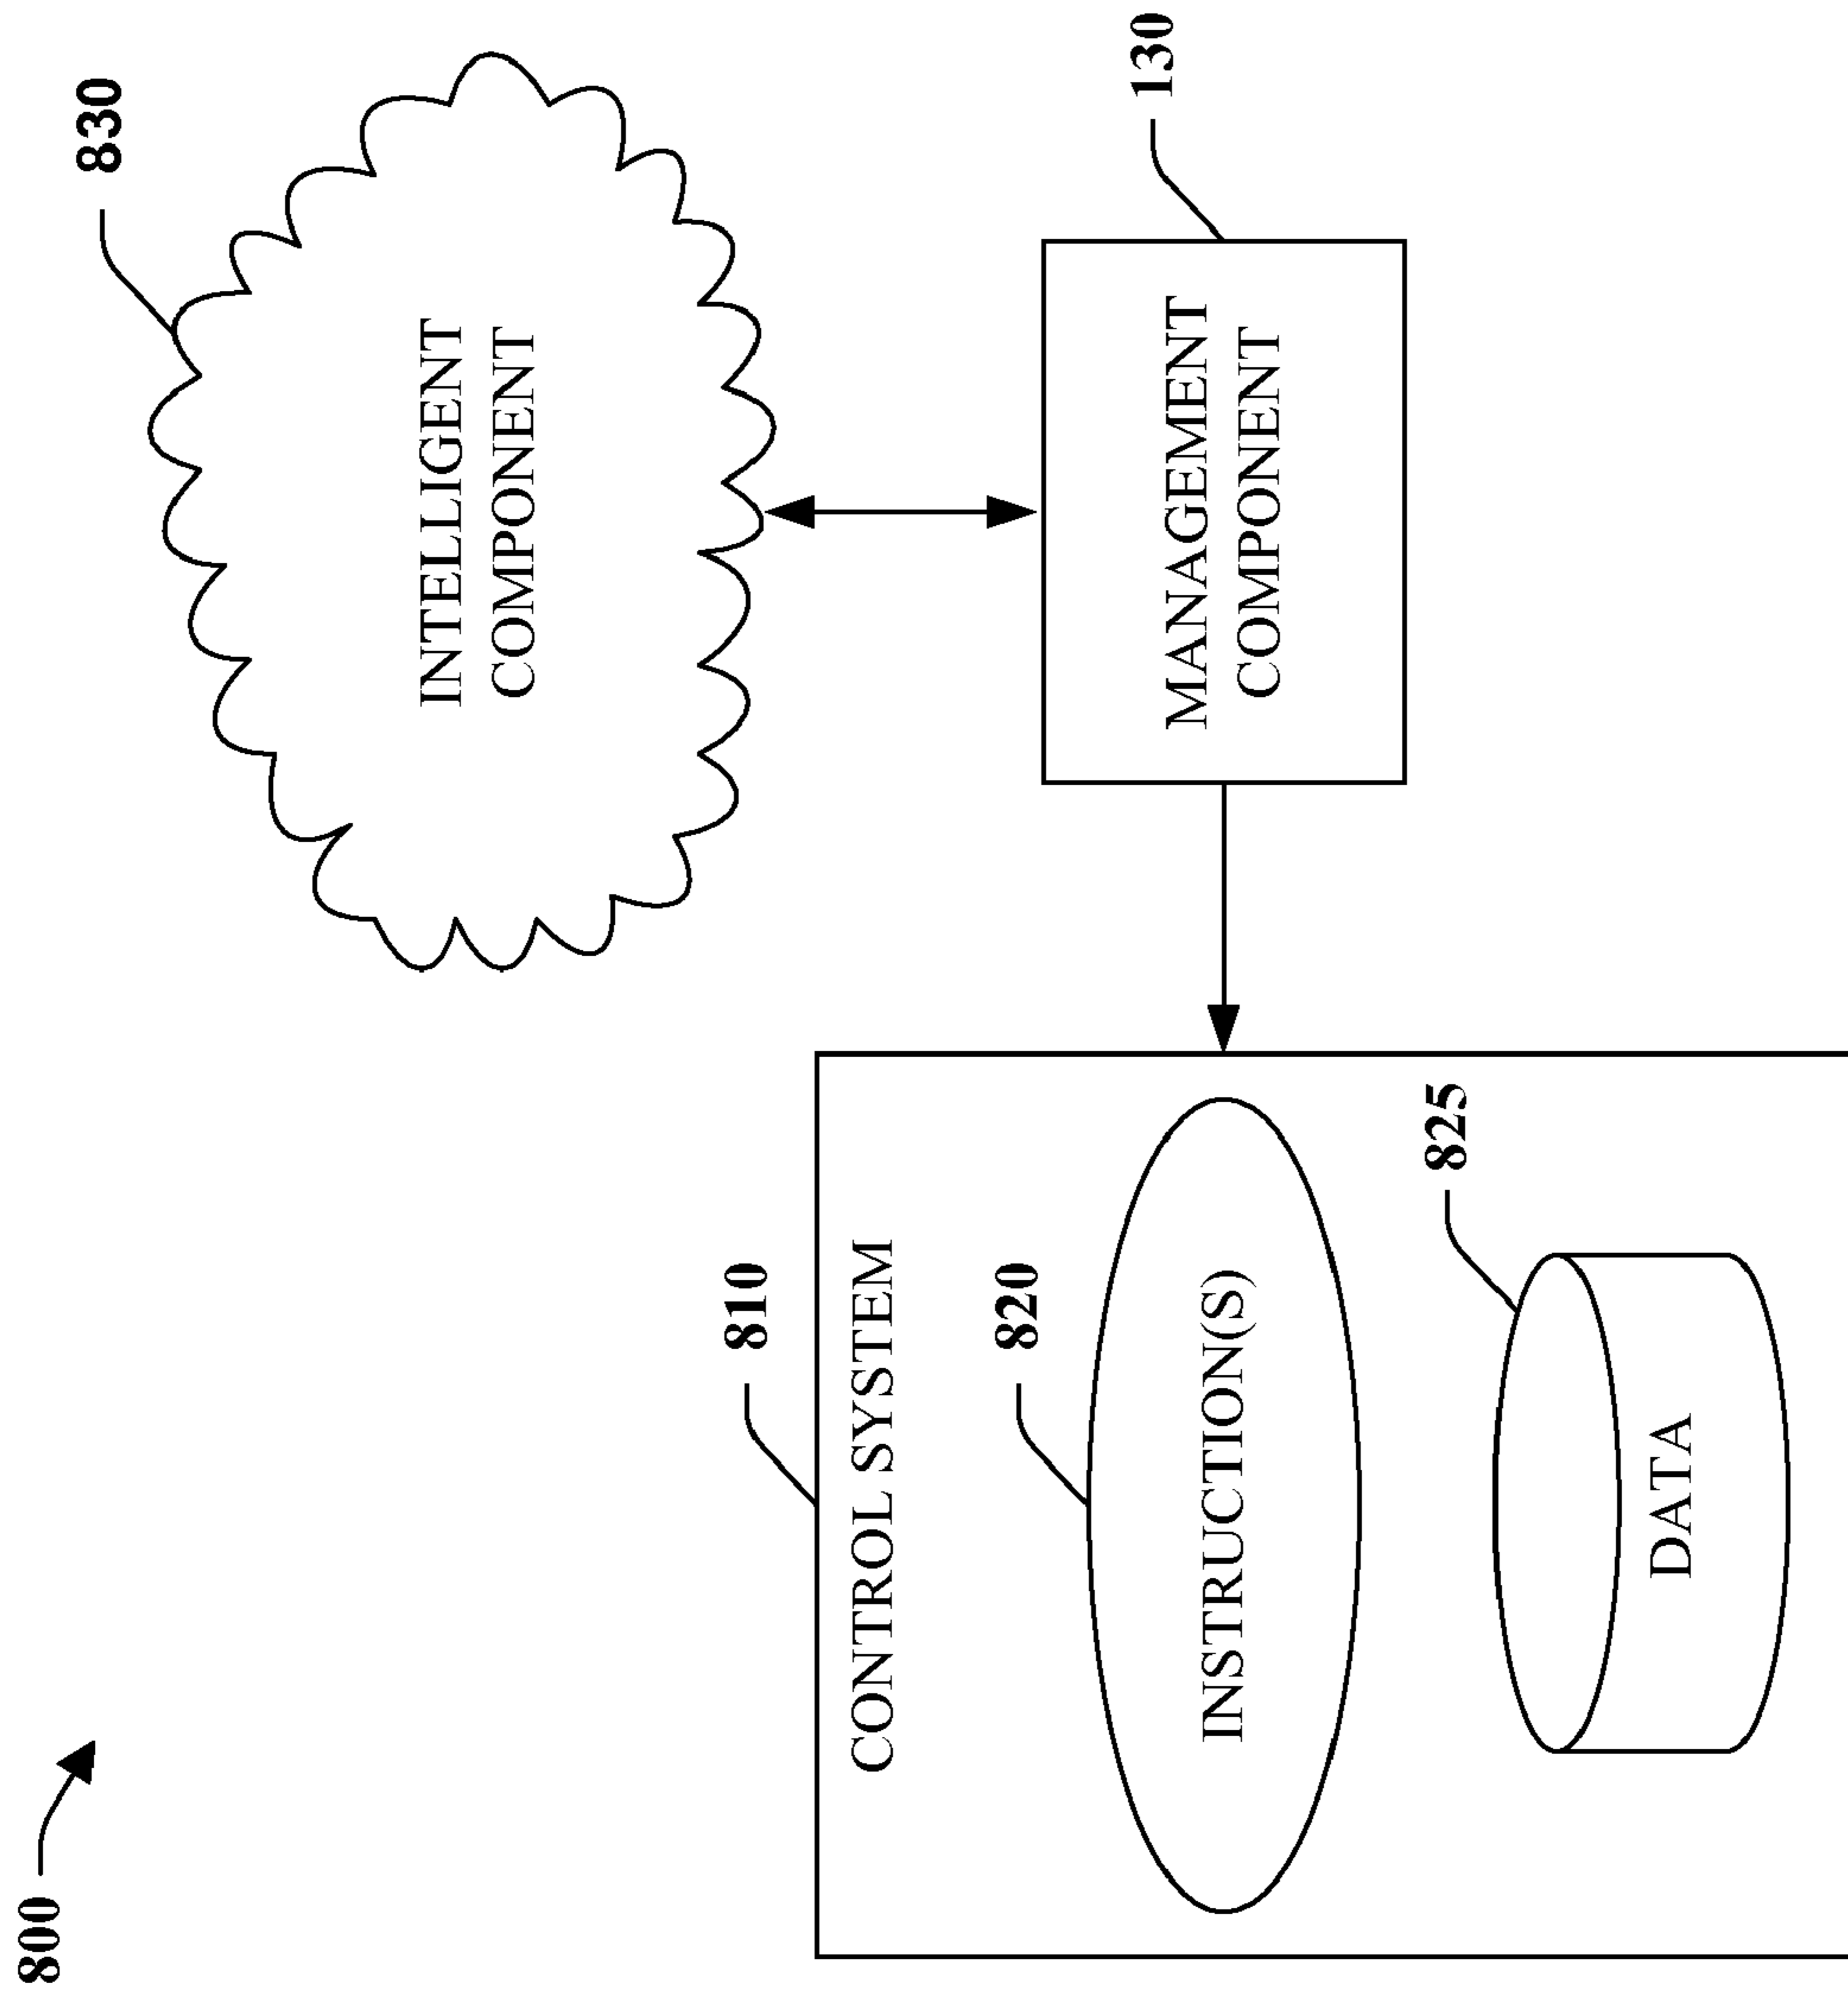 800
830
INTELLIGENT
COMPONENT
810
CONTROL SYSTEM
820
INSTRUCTION(S)
825
DATA
130
MANAGEMENT
COMPONENT